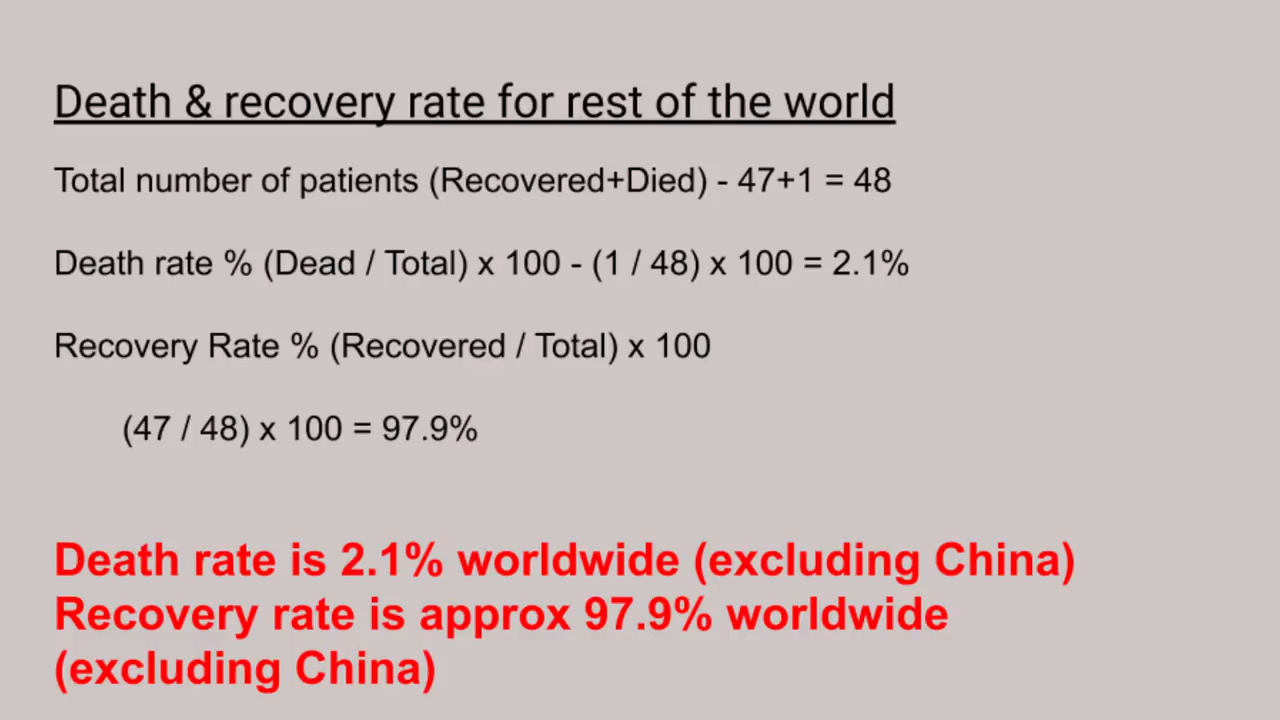 Death & recovery rate for rest of the world
Total number of patients (Recovered+Died) - 47+1 = 48
Death rate % (Dead / Total) x 100 - (1 / 48) x 100 = 2.1%
Recovery Rate % (Recovered / Total) x 100
(47 / 48) x 100 = 97.9%
Death rate is 2.1% worldwide (excluding China)
Recovery rate is approx 97.9% worldwide
(excluding China)